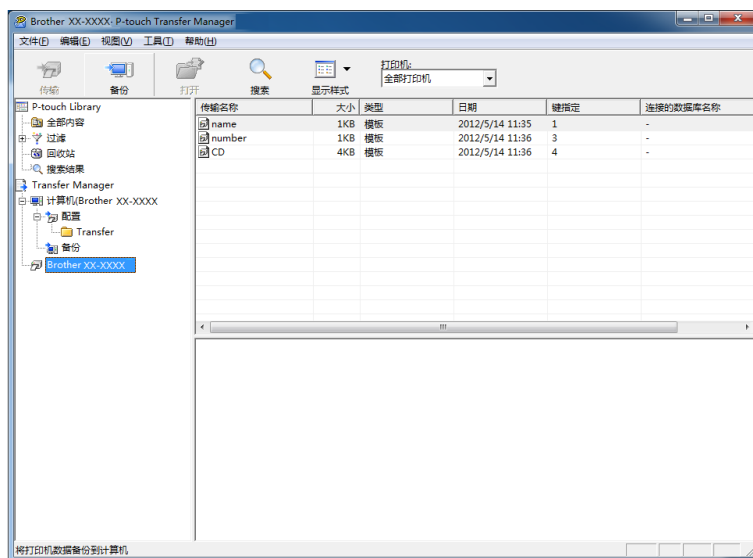 Brother XX-XXXX- P-touch Transfer Manager
文件(F) 编辑(E) 视图(V) 工具(T) 帮助(H)
传输 备份 打开 搜索 显示样式
打印机:
全部打印机
P-touch Library
全部内容
过滤
回收站
搜索结果
Transfer Manager
计算机(Brother XX-XXXX
配置
Transfer
备份
Brother XX-XXXX
传输名称 大小 类型 日期 键指定 连接的数据库名称
name 1KB 模板 2012/5/14 11:35 1 -
number 1KB 模板 2012/5/14 11:36 3 -
CD 4KB 模板 2012/5/14 11:36 4 -
将打印机数据备份到计算机